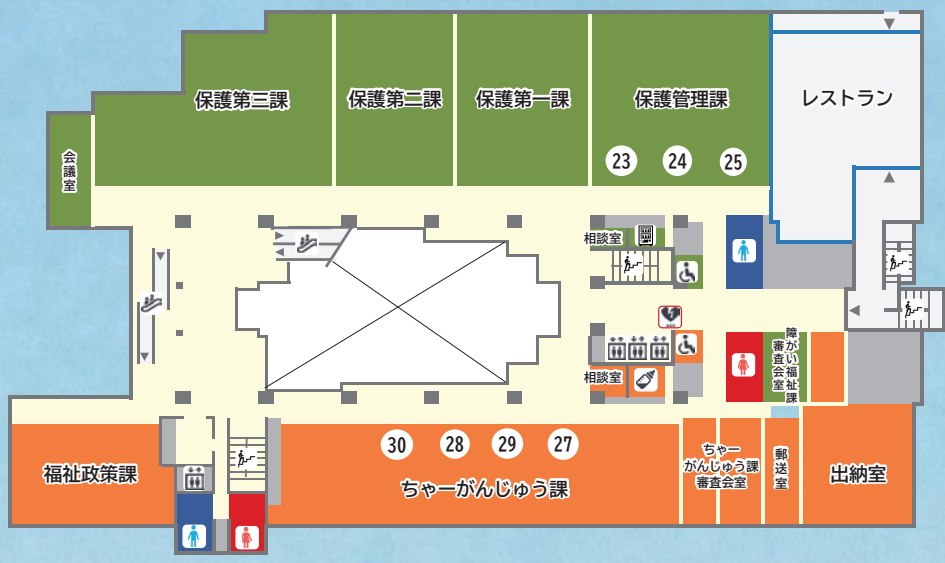 保護第三課
保護第二課
保護第一課
保護管理課
レストラン
23
24
25
会議室
相談室
相談室
障がい福祉課
審査会室
30
28
29
27
福祉政策課
ちゃーがんじゅう課
ちゃー
がんじゅう課
審査会室
郵送室
出納室